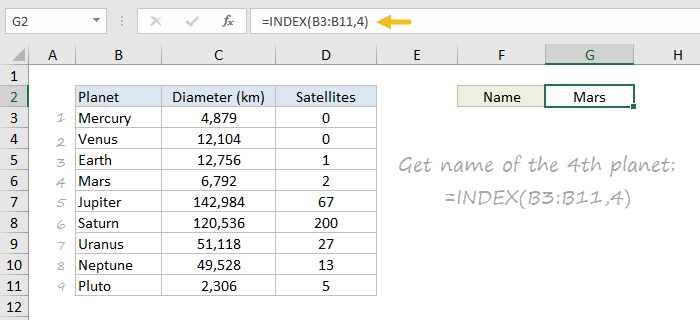 G2 fx =INDEX(B3:B11,4)
A B C D E F G H
1
2 Planet Diameter (km) Satellites Name Mars
3 1 Mercury 4,879 0
4 2 Venus 12,104 0
5 3 Earth 12,756 1 Get name of the 4th planet:
6 4 Mars 6,792 2 =INDEX(B3:B11,4)
7 5 Jupiter 142,984 67
8 6 Saturn 120,536 200
9 7 Uranus 51,118 27
10 8 Neptune 49,528 13
11 9 Pluto 2,306 5
12